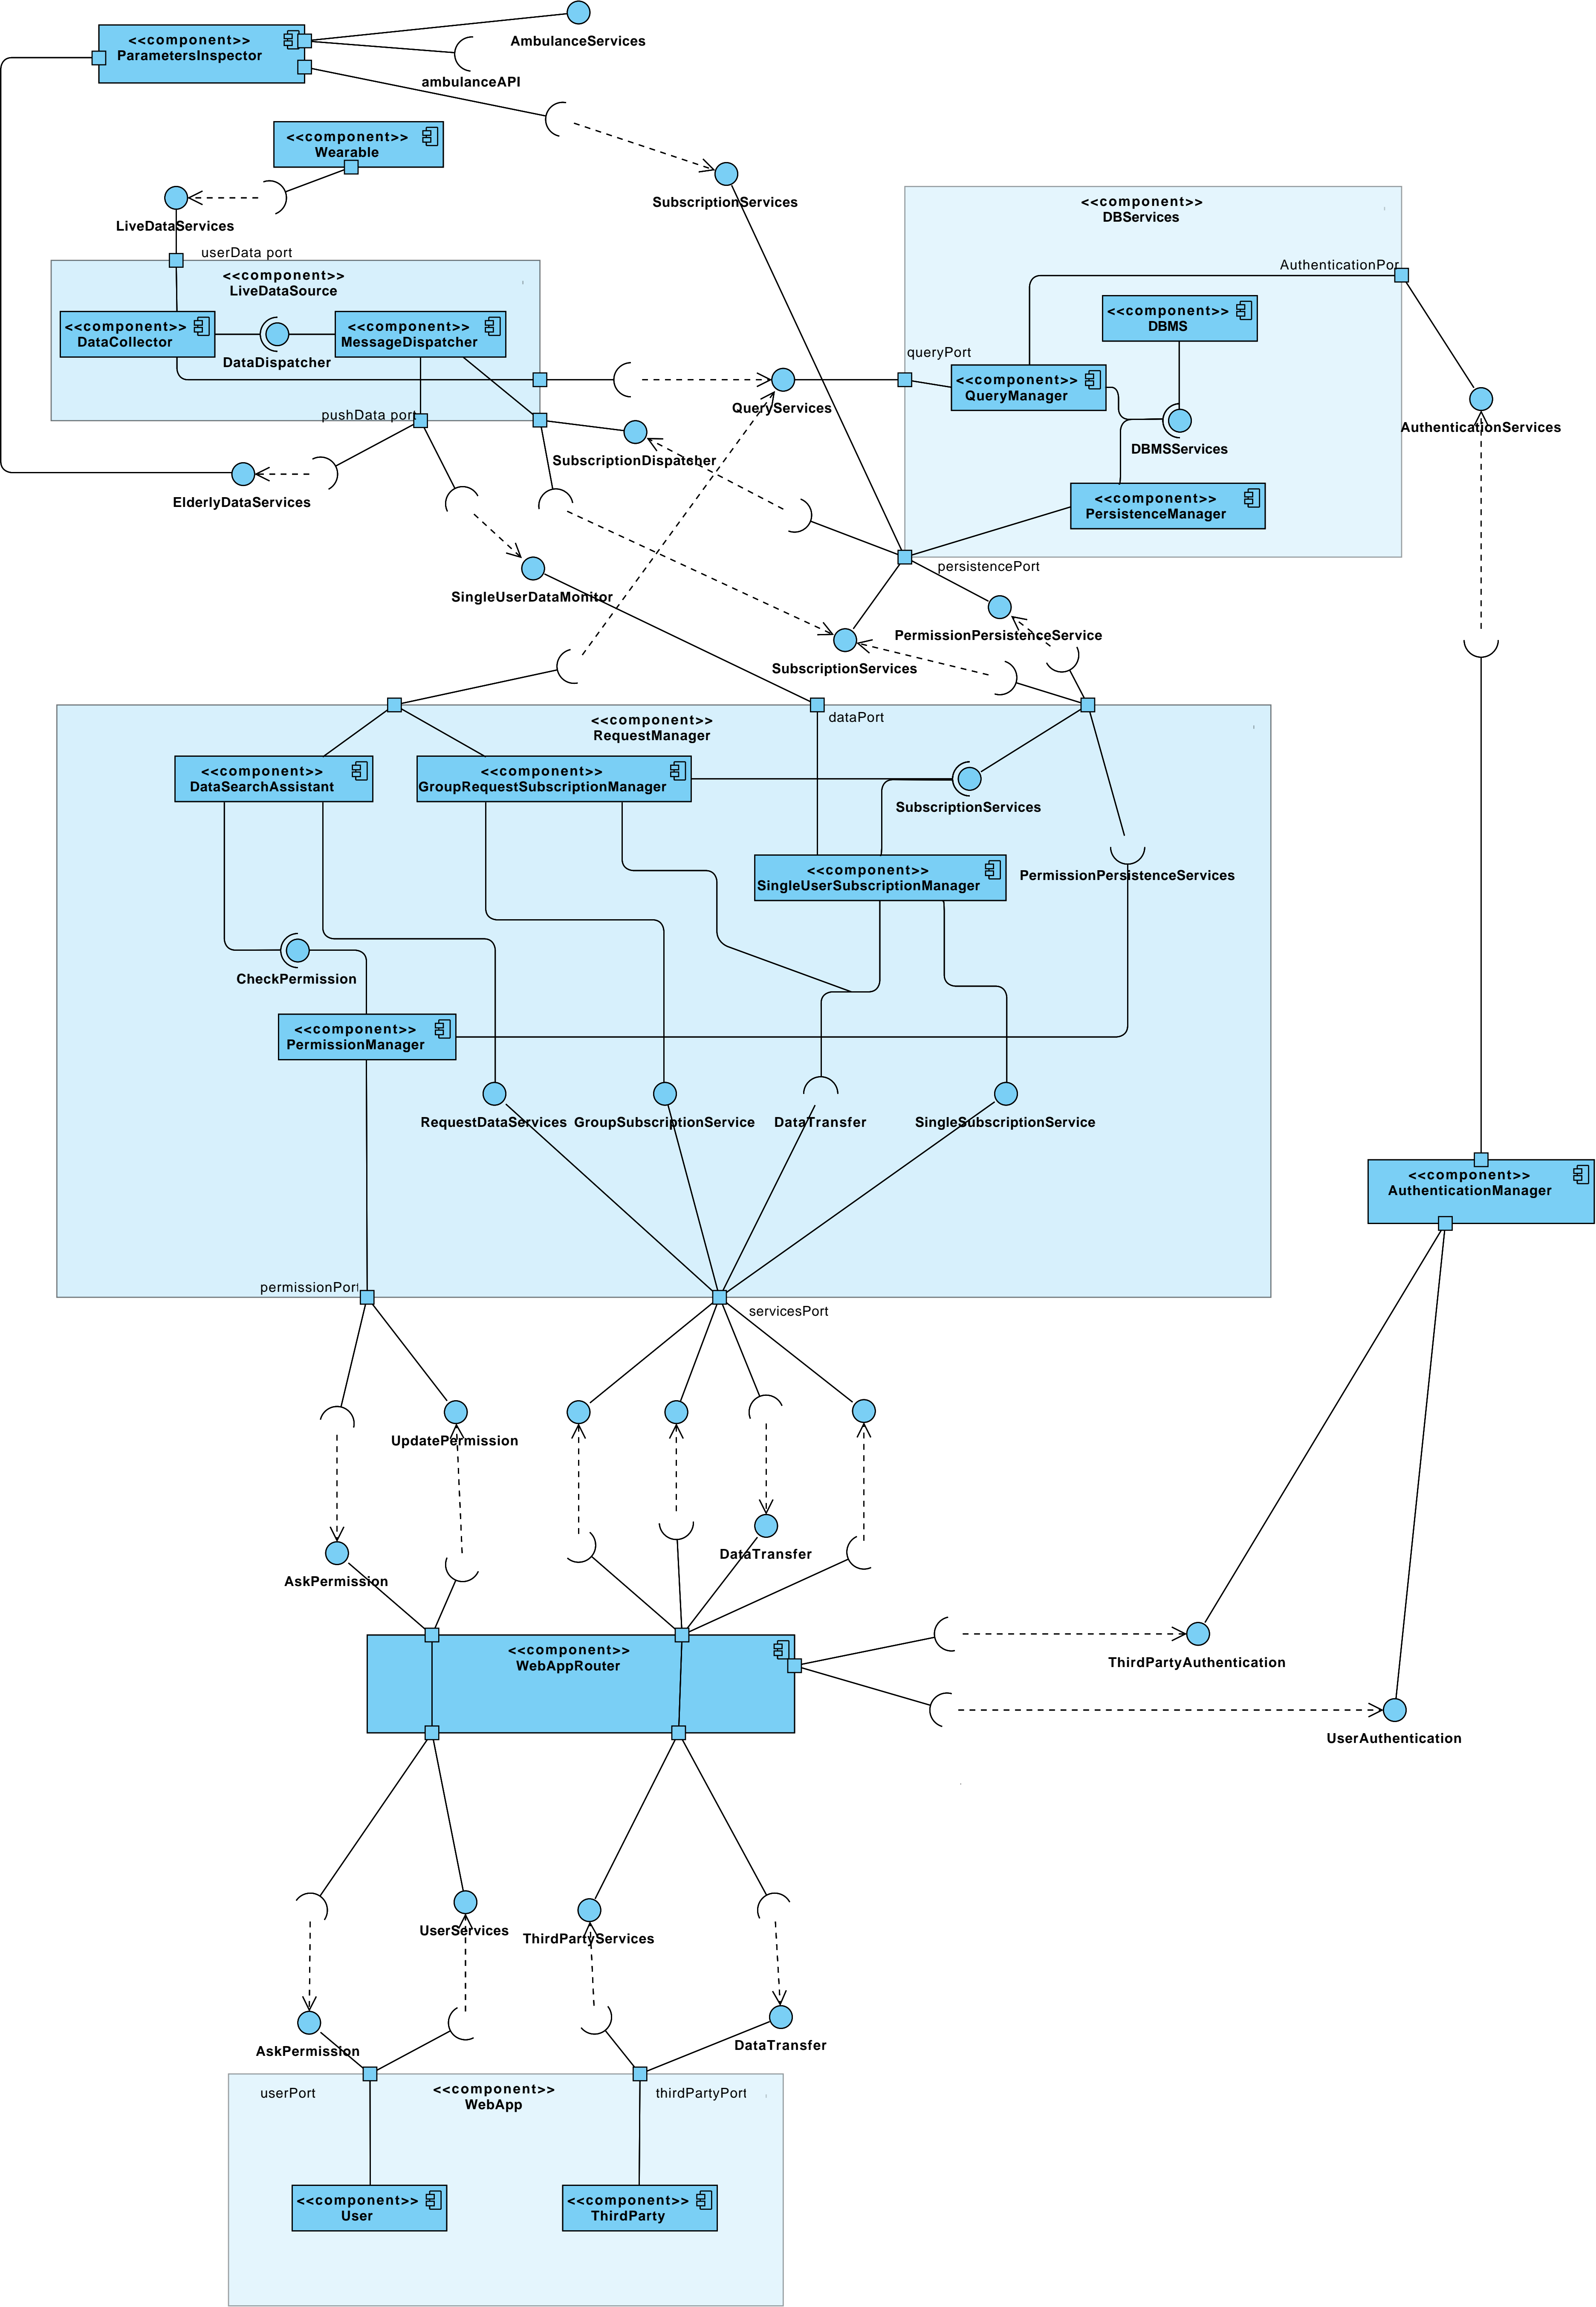 <<component>>
ParametersInspector
AmbulanceServices
ambulanceAPI
<<component>>
Wearable
SubscriptionServices
LiveDataServices
<<component>>
DBServices
userData port
<<component>>
LiveDataSource
AuthenticationPor
<<component>>
DataCollector
DataDispatcher
<<component>>
MessageDispatcher
<<component>>
DBMS
queryPort
<<component>>
QueryManager
QueryServices
pushData port
AuthenticationServices
SubscriptionDispatcher
DBMSServices
ElderlyDataServices
<<component>>
PersistenceManager
persistencePort
SingleUserDataMonitor
PermissionPersistenceService
SubscriptionServices
<<component>>
RequestManager
dataPort
<<component>>
DataSearchAssistant
<<component>>
GroupRequestSubscriptionManager
SubscriptionServices
<<component>>
SingleUserSubscriptionManager
PermissionPersistenceServices
CheckPermission
<<component>>
PermissionManager
RequestDataServices
GroupSubscriptionService
DataTransfer
SingleSubscriptionService
<<component>>
AuthenticationManager
permissionPort
servicesPort
UpdatePermission
DataTransfer
AskPermission
<<component>>
WebAppRouter
ThirdPartyAuthentication
UserAuthentication
UserServices
ThirdPartyServices
AskPermission
DataTransfer
userPort
<<component>>
WebApp
thirdPartyPort
<<component>>
User
<<component>>
ThirdParty